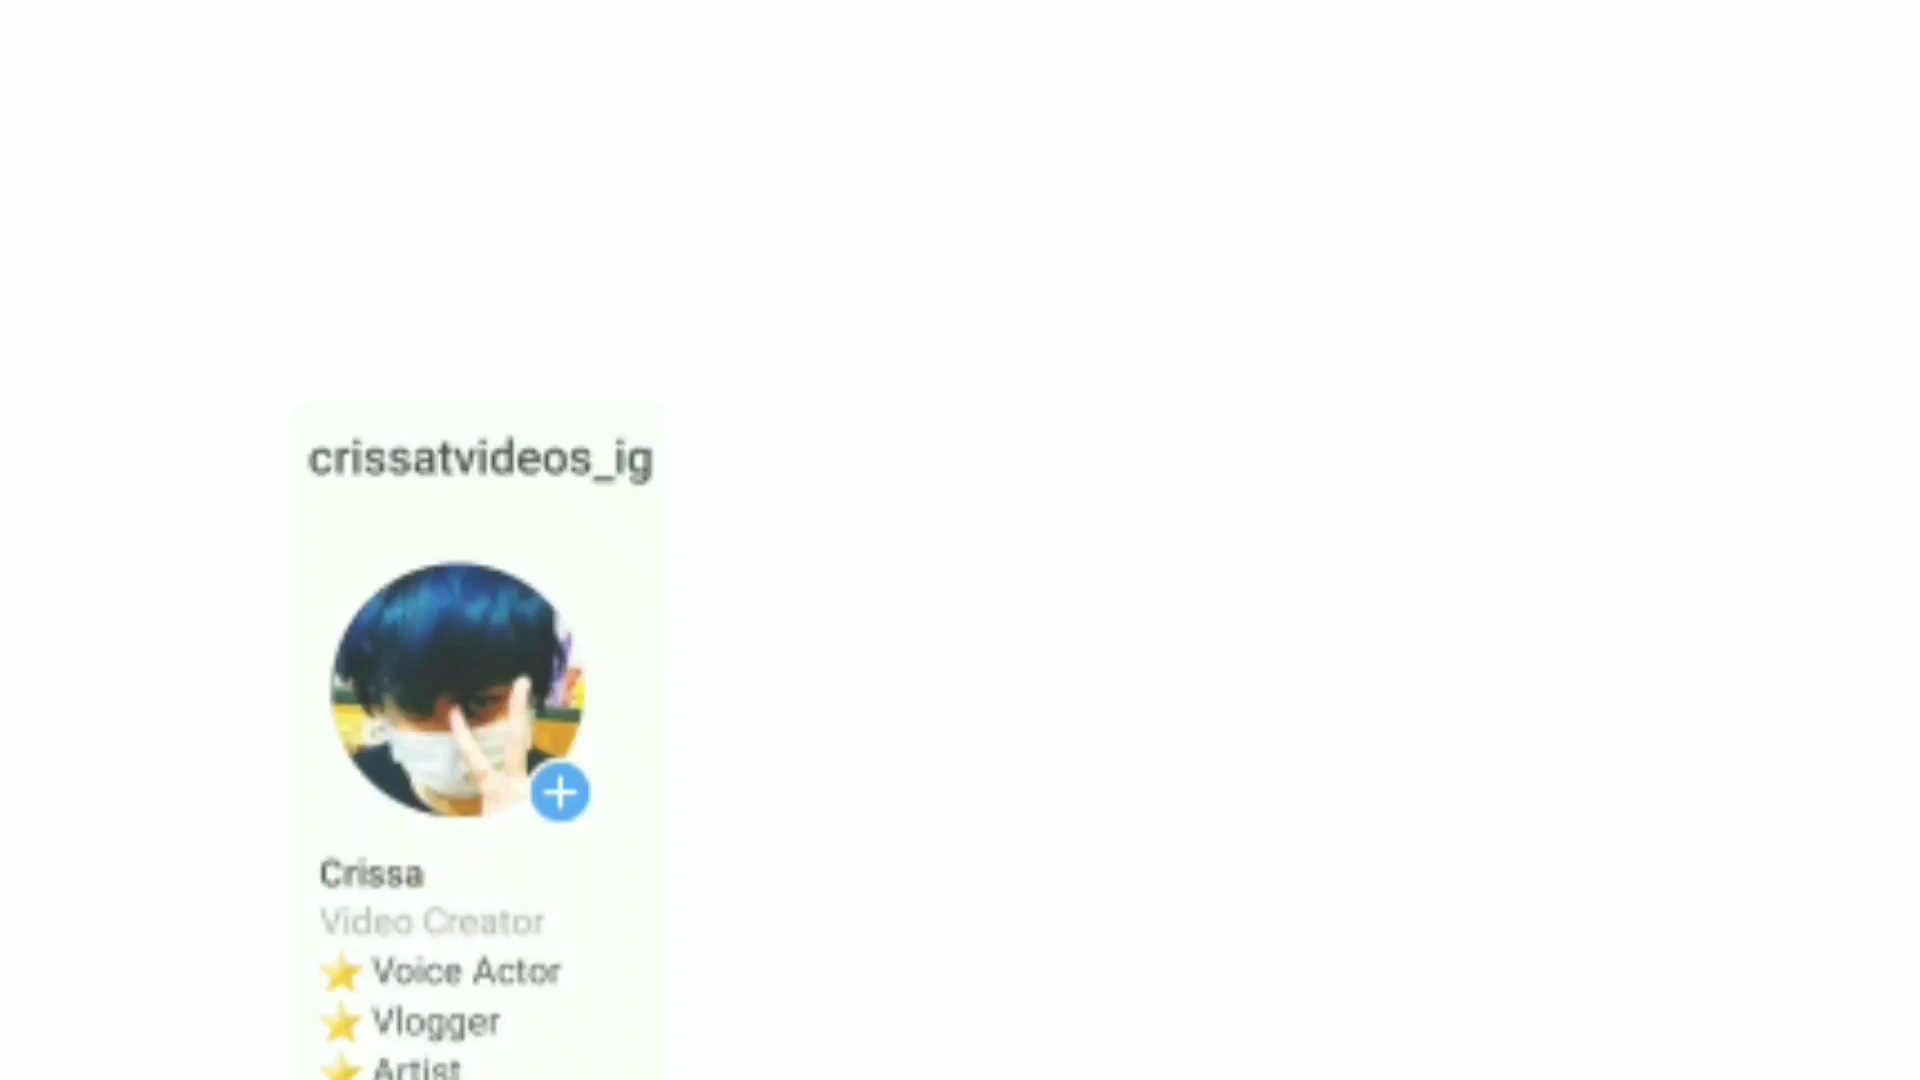 crissatvideos_ig
Crissa
Video Creator
Voice Actor
Vlogger
Artist